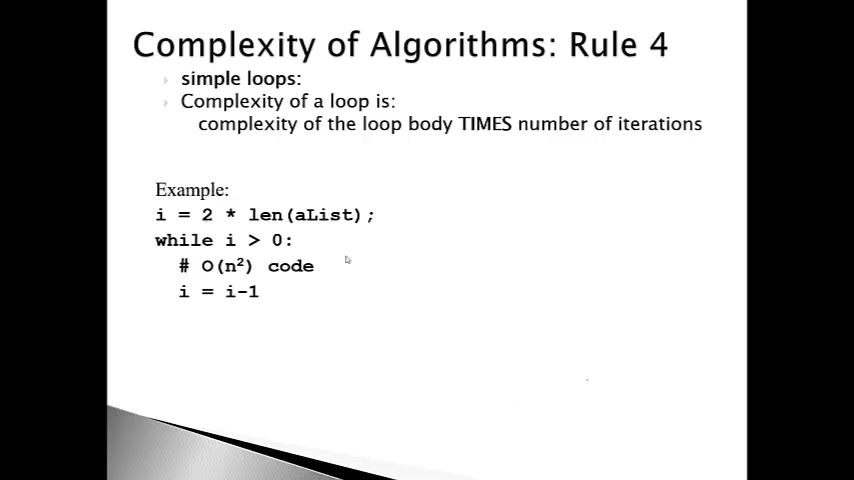 Complexity of Algorithms: Rule 4
simple loops:
Complexity of a loop is:
complexity of the loop body TIMES number of iterations
Example:
i = 2 * len(aList);
while i > 0:
# O(n²) code
i = i-1